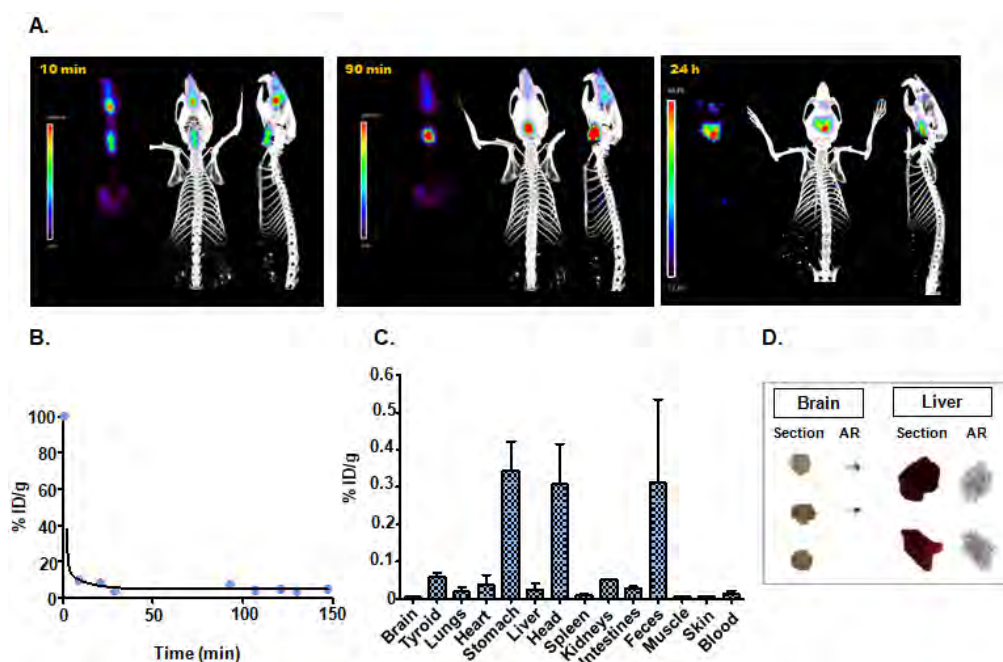 A.
10 min
90 min
24 h
B.
C.
D.
% ID/g
100
80
60
40
20
0
0
50
100
150
Time (min)
% ID/g
0.6
0.5
0.4
0.3
0.2
0.1
0
Brain
Tyroid
Lungs
Heart
Stomach
Liver
Head
Spleen
Kidneys
Intestines
Feces
Muscle
Skin
Blood
Brain
Liver
Section AR Section AR